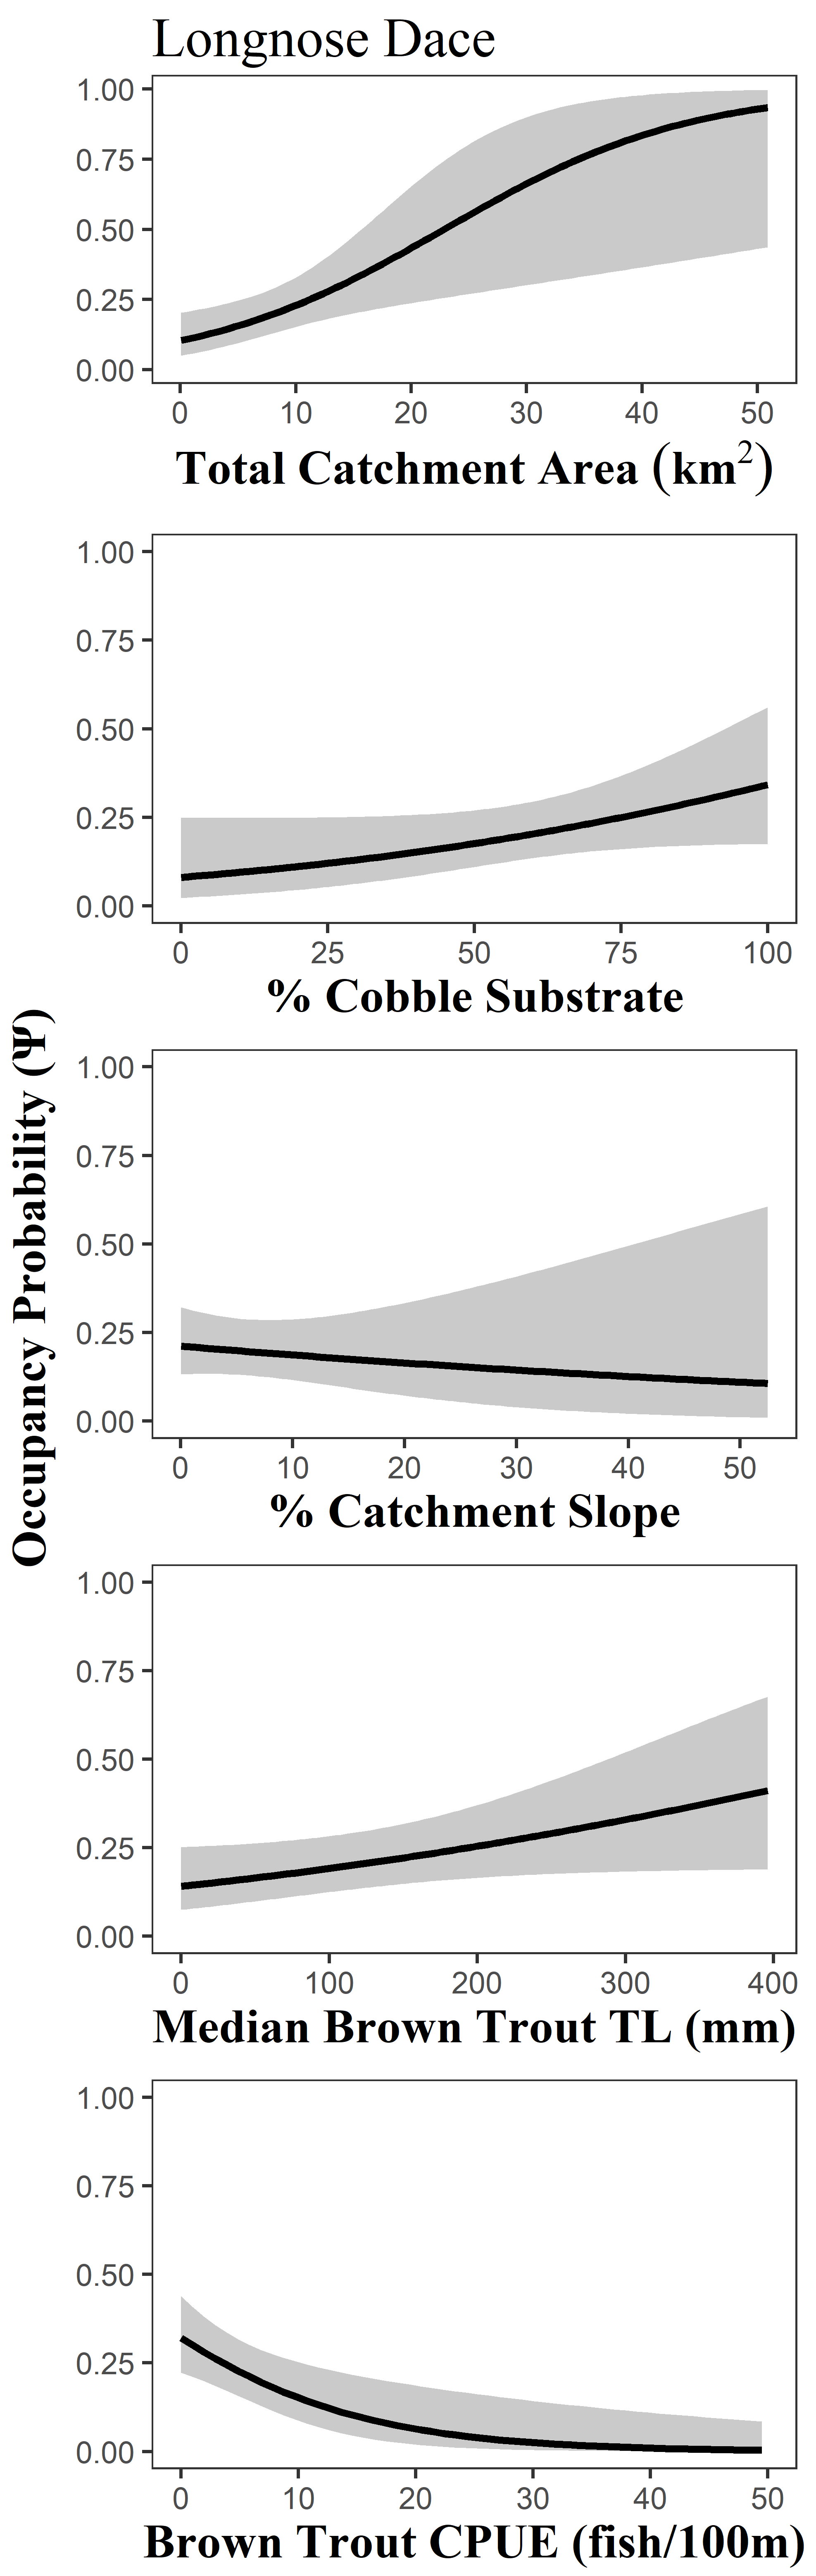 Longnose Dace
1.00
0.75
0.50
0.25
0.00
0 10 20 30 40 50
Total Catchment Area (km²)
1.00
0.75
0.50
0.25
0.00
0 25 50 75 100
% Cobble Substrate
Occupancy Probability (Ψ)
1.00
0.75
0.50
0.25
0.00
0 10 20 30 40 50
% Catchment Slope
1.00
0.75
0.50
0.25
0.00
0 100 200 300 400
Median Brown Trout TL (mm)
1.00
0.75
0.50
0.25
0.00
0 10 20 30 40 50
Brown Trout CPUE (fish/100m)